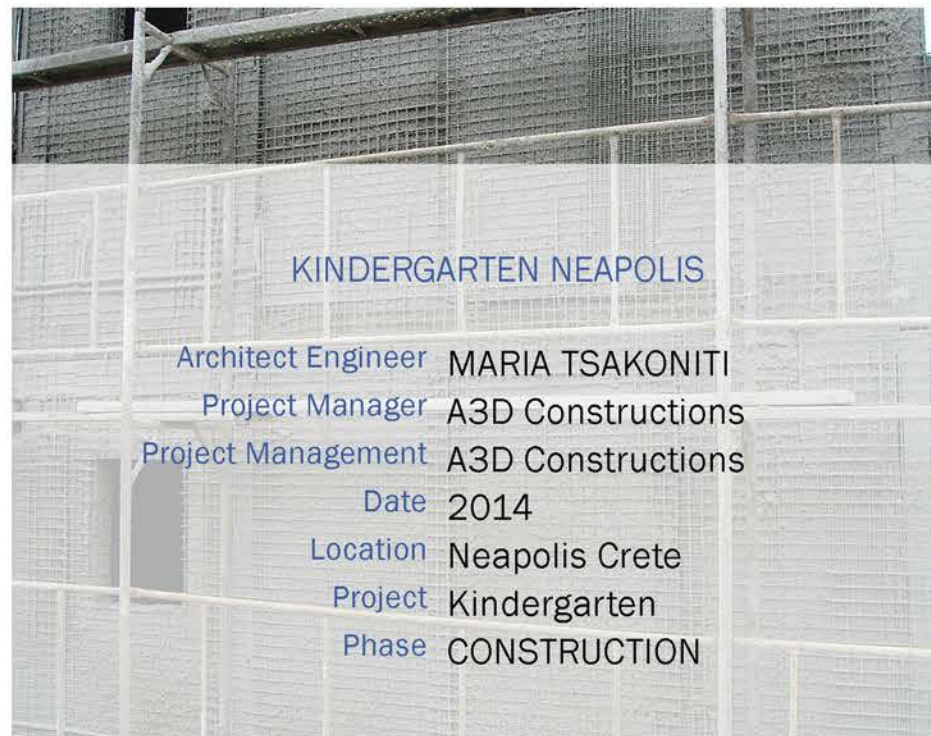 KINDERGARTEN NEAPOLIS
Architect Engineer MARIA TSAKONITI
Project Manager A3D Constructions
Project Management A3D Constructions
Date 2014
Location Neapolis Crete
Project Kindergarten
Phase CONSTRUCTION